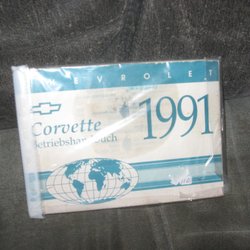 CHEVROLET
Corvette
1991
Betriebshandbuch